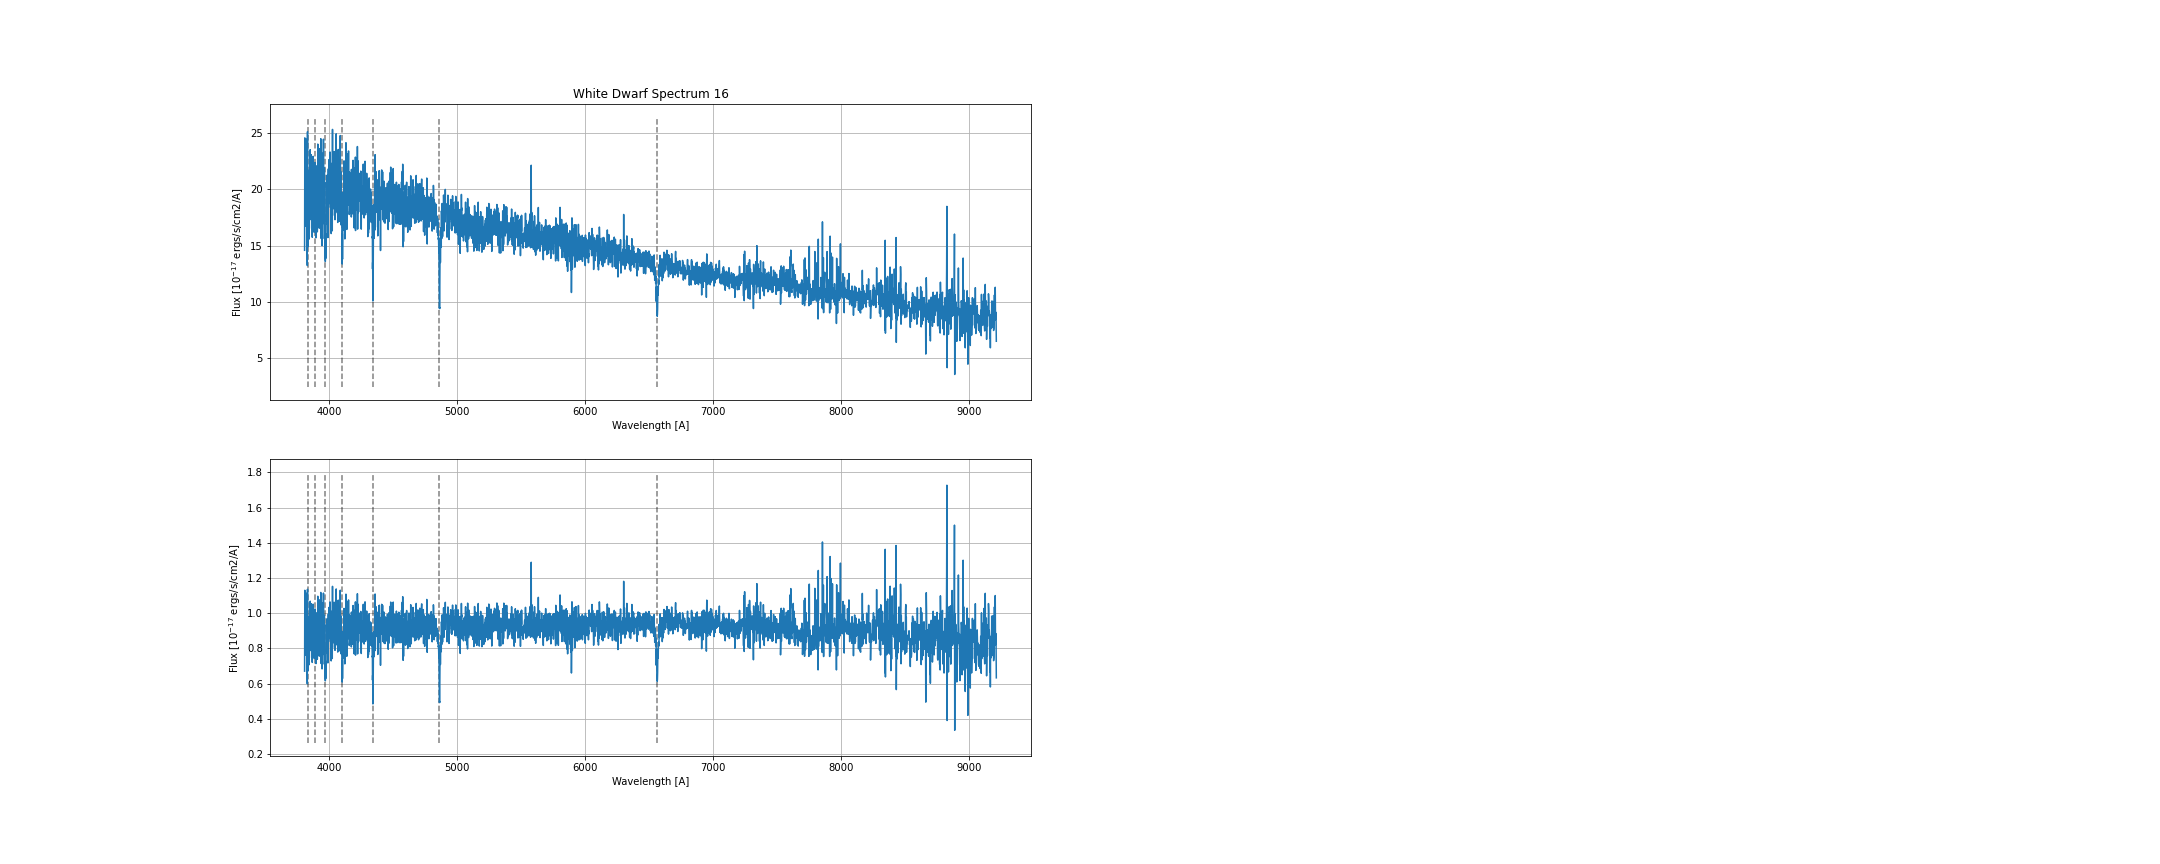 White Dwarf Spectrum 16
25
20
15
10
5
Flux [10⁻¹⁷ ergs/s/cm2/A]
4000 5000 6000 7000 8000 9000
Wavelength [A]
1.8
1.6
1.4
1.2
1.0
0.8
0.6
0.4
0.2
Flux [10⁻¹⁷ ergs/s/cm2/A]
4000 5000 6000 7000 8000 9000
Wavelength [A]